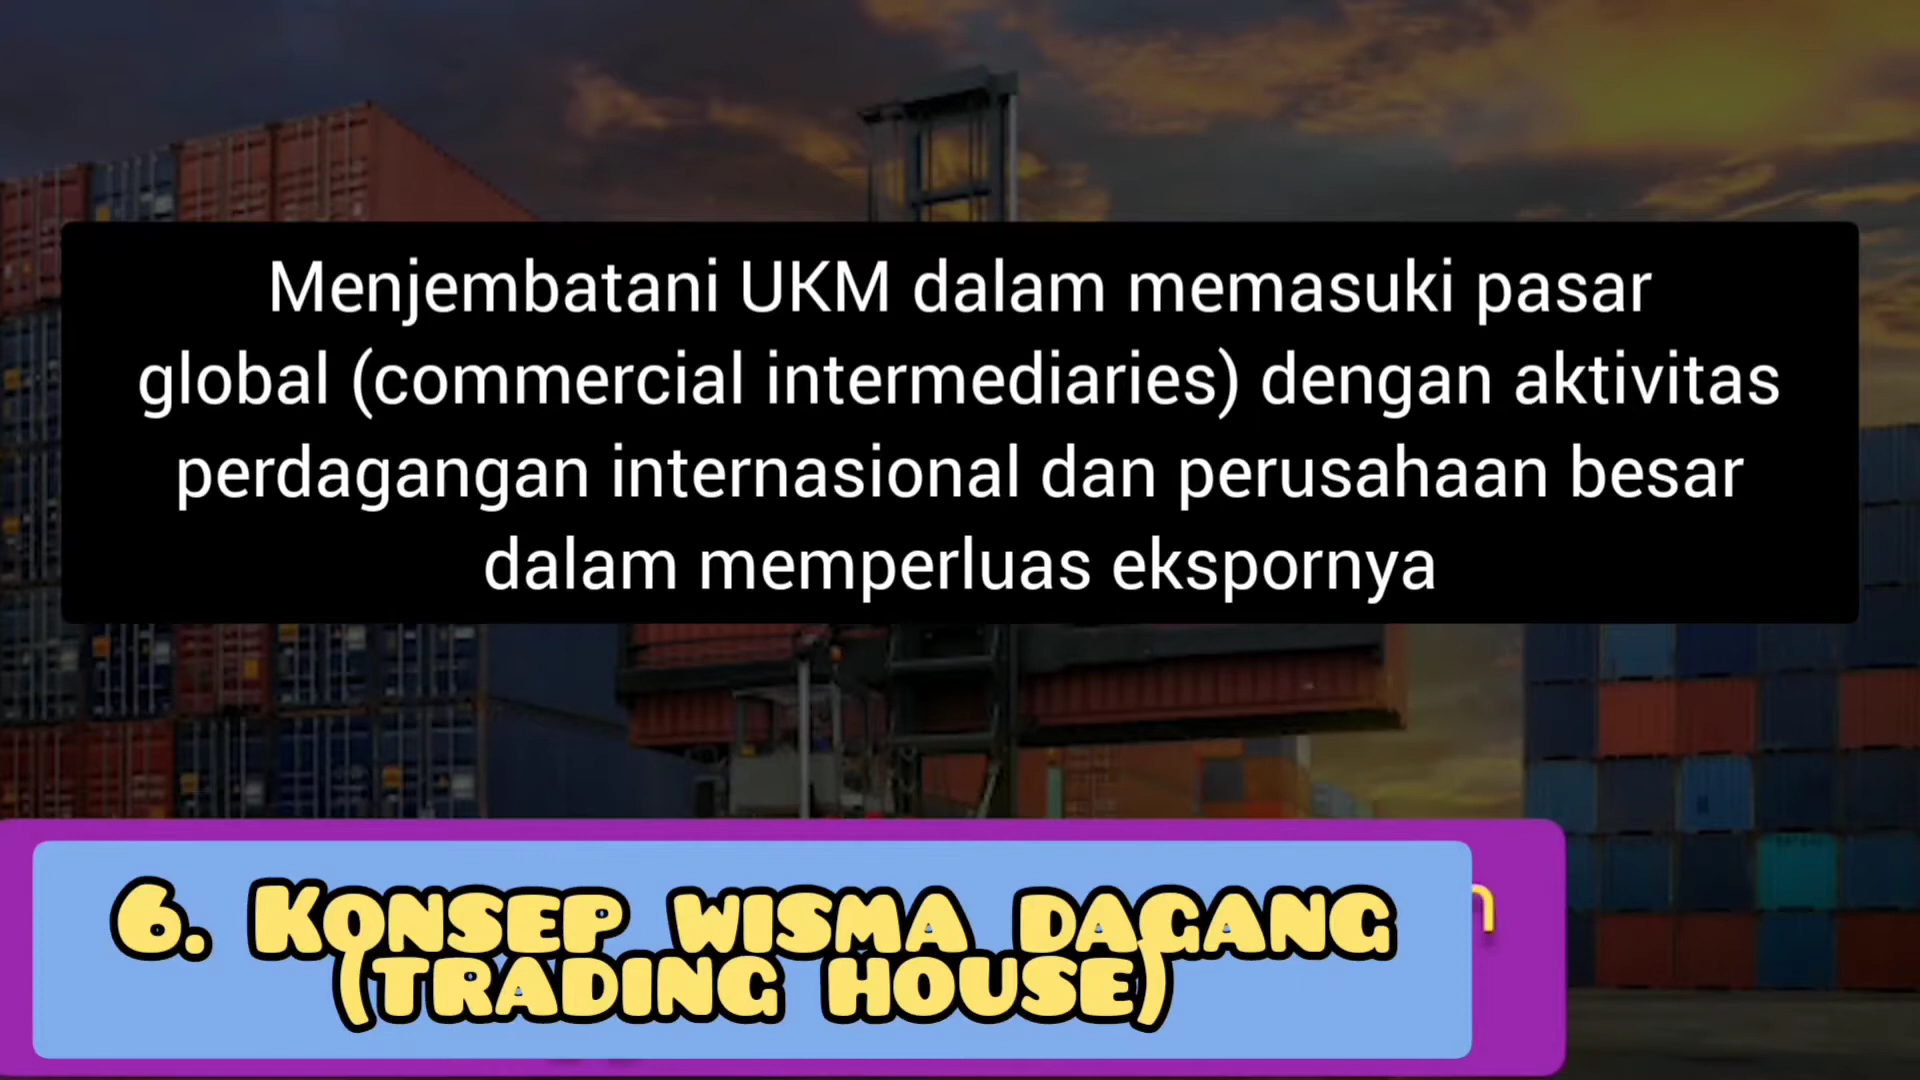 Menjembatani UKM dalam memasuki pasar
global (commercial intermediaries) dengan aktivitas
perdagangan internasional dan perusahaan besar
dalam memperluas ekspornya
6. Konsep wisma dagang
(trading house)